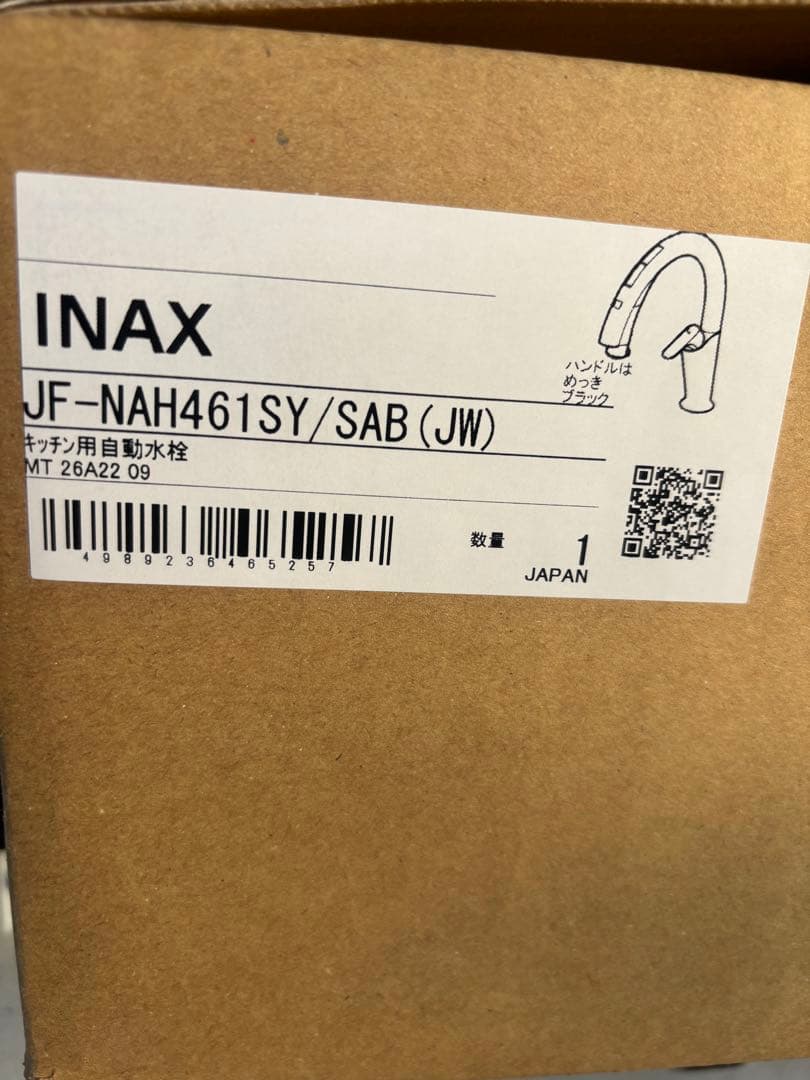 INAX
ハンドルは
めっき
ブラック
JF-NAH461SY/SAB(JW)
キッチン用自動水栓
MT 26A22 09
4989236465257
数量 1
JAPAN